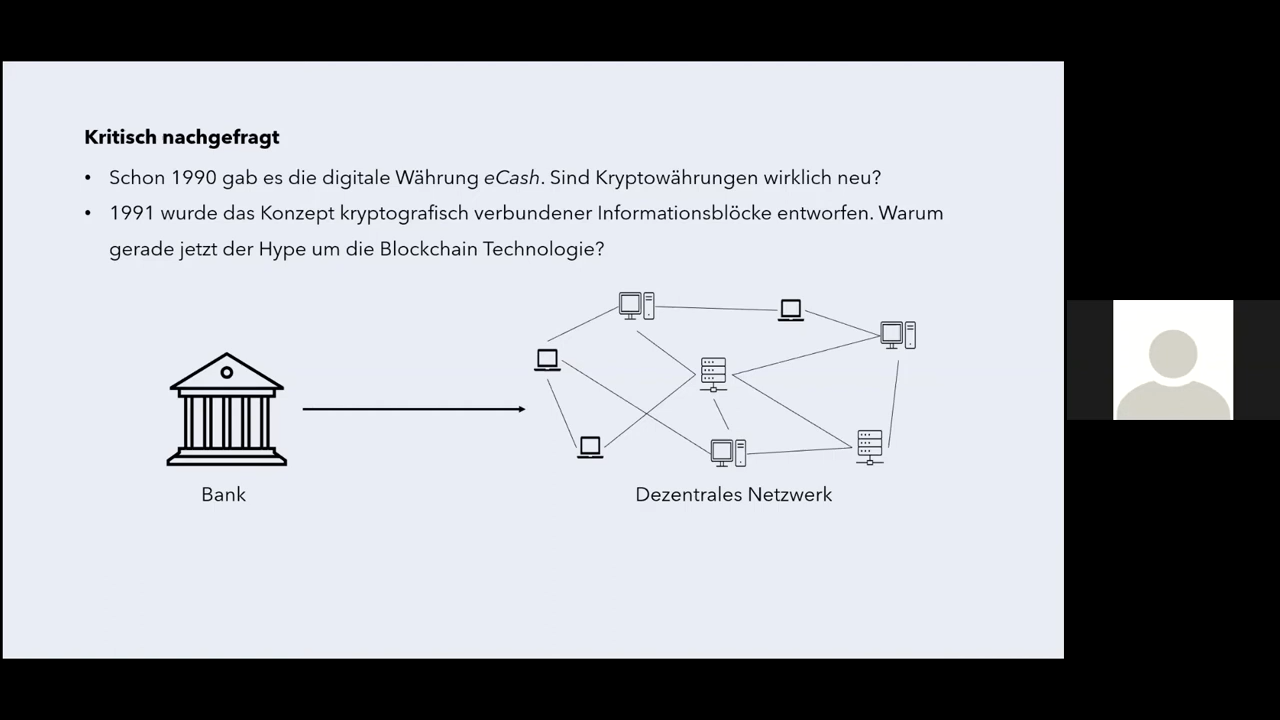 Kritisch nachgefragt
• Schon 1990 gab es die digitale Währung eCash. Sind Kryptowährungen wirklich neu?
• 1991 wurde das Konzept kryptografisch verbundener Informationsblöcke entworfen. Warum
gerade jetzt der Hype um die Blockchain Technologie?
Bank
Dezentrales Netzwerk